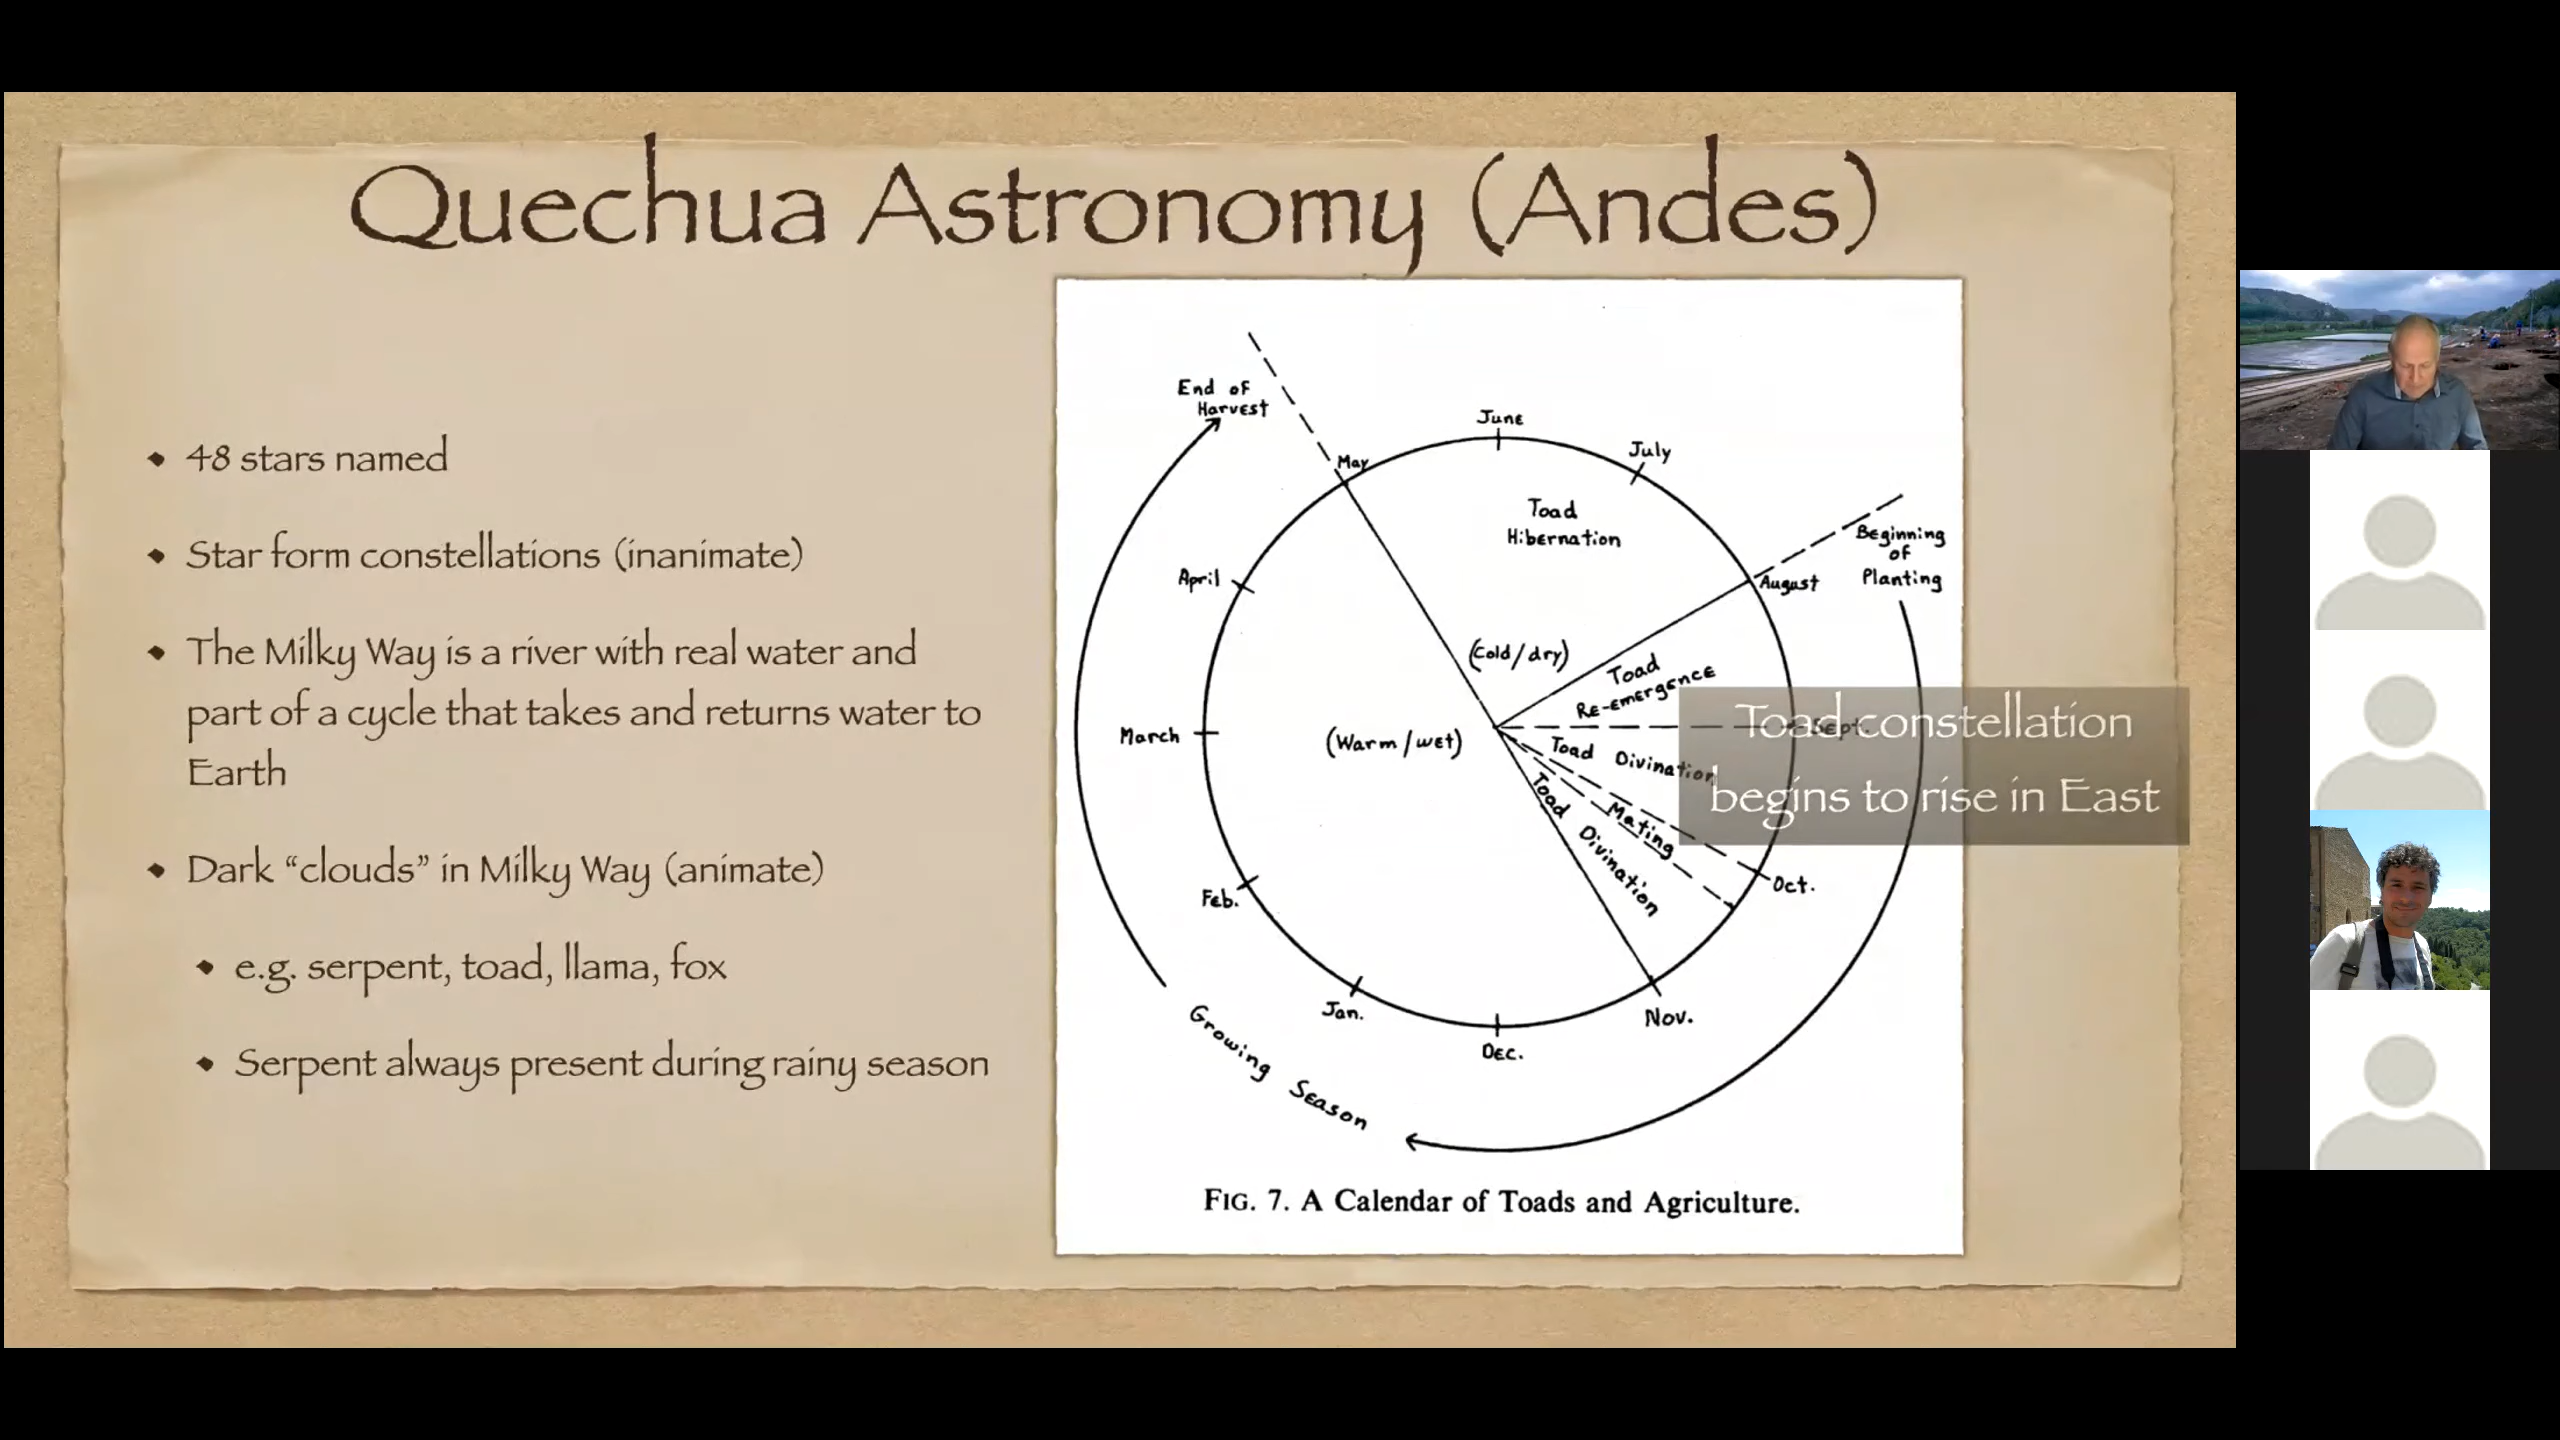 Quechua Astronomy (Andes)
48 stars named
Star form constellations (inanimate)
The Milky Way is a river with real water and
part of a cycle that takes and returns water to
Earth
Dark “clouds” in Milky Way (animate)
e.g. serpent, toad, llama, fox
Serpent always present during rainy season
End of
Harvest
May
June
July
August
Beginning
of
Planting
Toad
Hibernation
April
(Cold/dry)
Toad
Re-emergence
Sept.
Toad constellation
begins to rise in East
March
(Warm/wet)
Toad Divination
Mating
Toad Divination
Oct.
Feb.
Jan.
Dec.
Nov.
Growing Season
FIG. 7. A Calendar of Toads and Agriculture.